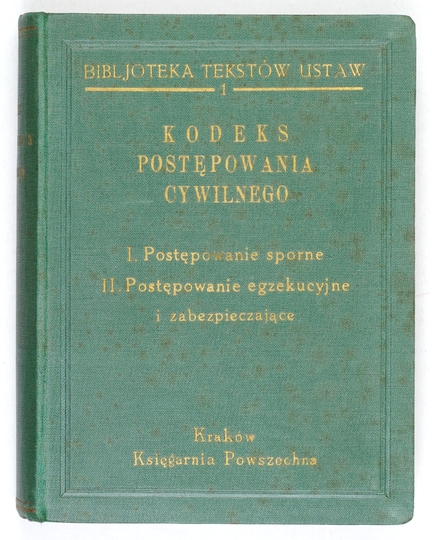 BIBLJOTEKA TEKSTÓW USTAW
1
KODEKS
POSTĘPOWANIA
CYWILNEGO
I. Postępowanie sporne
II. Postępowanie egzekucyjne
i zabezpieczające
Kraków
Księgarnia Powszechna